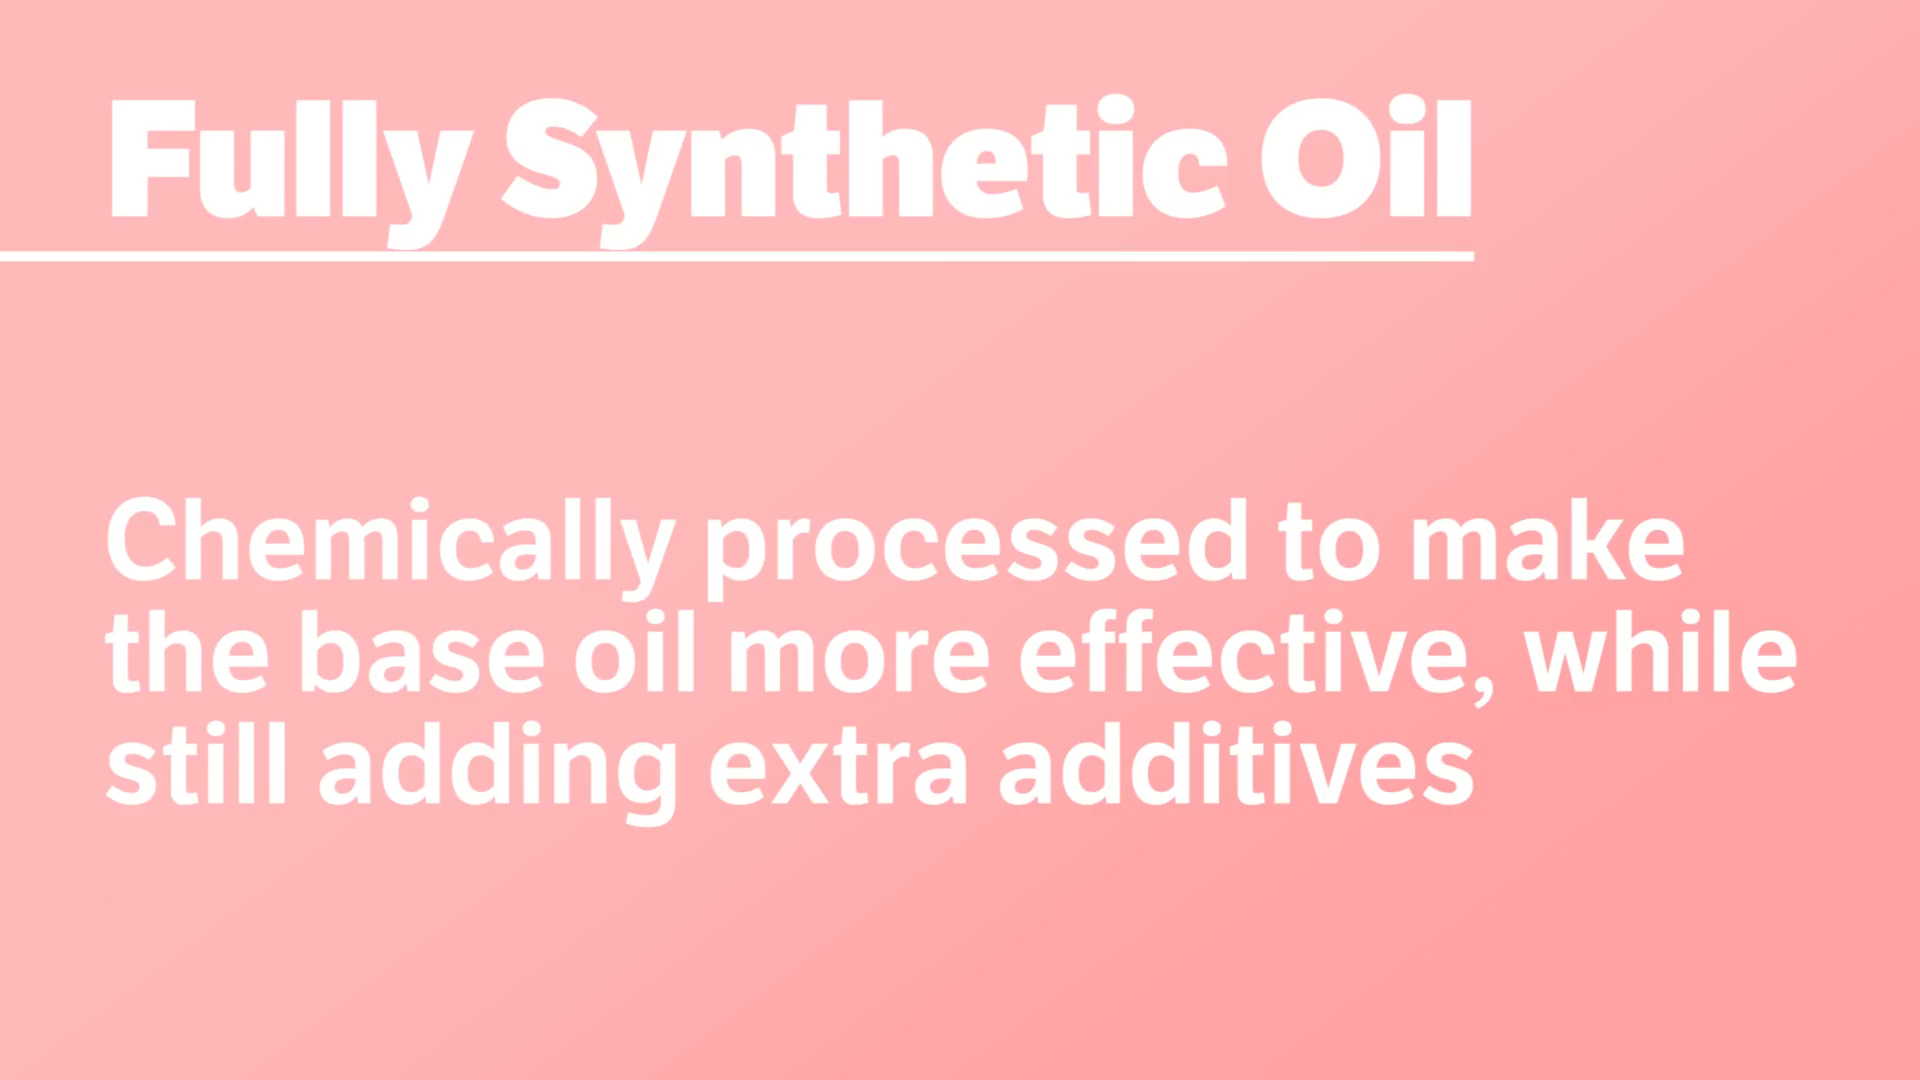 Fully Synthetic Oil
Chemically processed to make
the base oil more effective, while
still adding extra additives